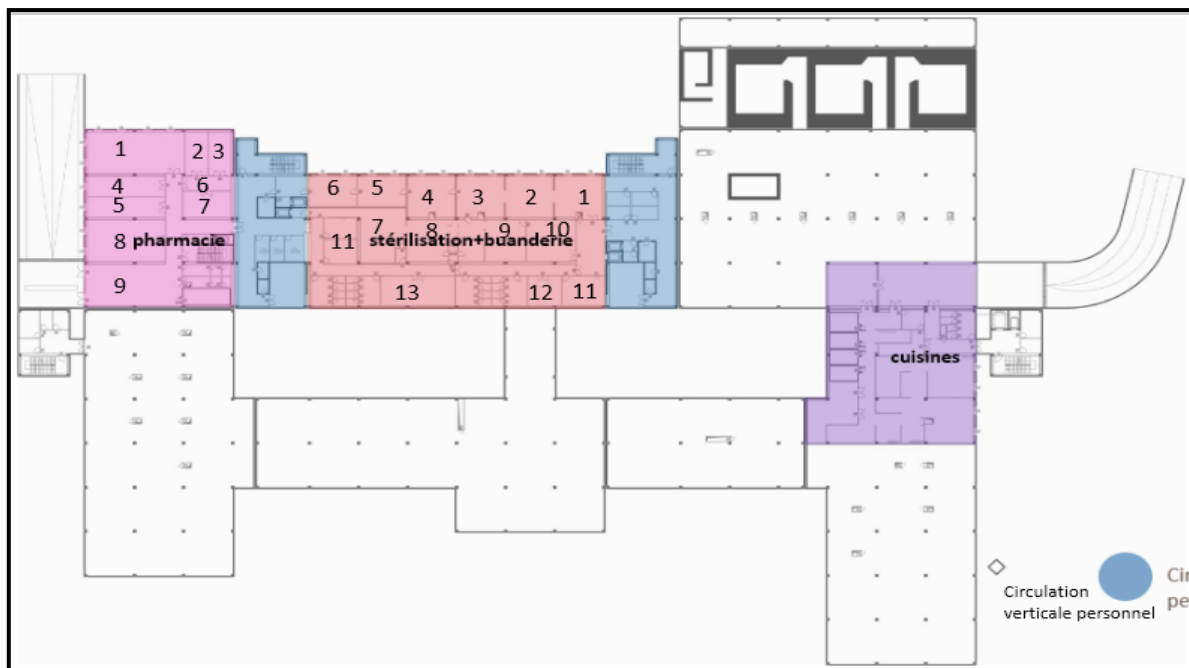 1 2 3
4 6
5 7
8 pharmacie
9
6 5 4 3 2 1
7 8 9 10
11 stérilisation+buanderie
13 12 11
cuisines
Circulation
verticale personnel
Cir
pe